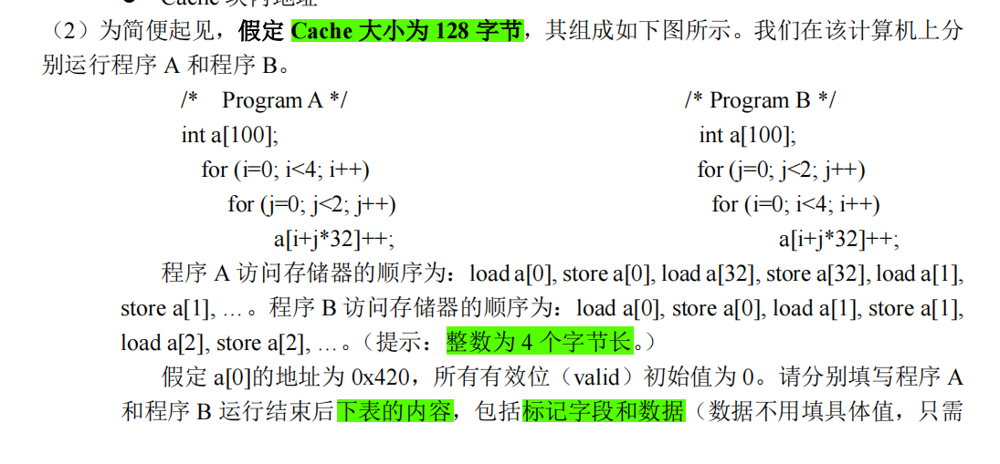 Cache 块内地址
（2）为简便起见，假定 Cache 大小为 128 字节，其组成如下图所示。我们在该计算机上分
别运行程序 A 和程序 B。
/* Program A */
int a[100];
for (i=0; i<4; i++)
for (j=0; j<2; j++)
a[i+j*32]++;
/* Program B */
int a[100];
for (j=0; j<2; j++)
for (i=0; i<4; i++)
a[i+j*32]++;
程序 A 访问存储器的顺序为：load a[0], store a[0], load a[32], store a[32], load a[1],
store a[1], …。程序 B 访问存储器的顺序为：load a[0], store a[0], load a[1], store a[1],
load a[2], store a[2], …。（提示：整数为 4 个字节长。）
假定 a[0]的地址为 0x420，所有有效位（valid）初始值为 0。请分别填写程序 A
和程序 B 运行结束后下表的内容，包括标记字段和数据（数据不用填具体值，只需